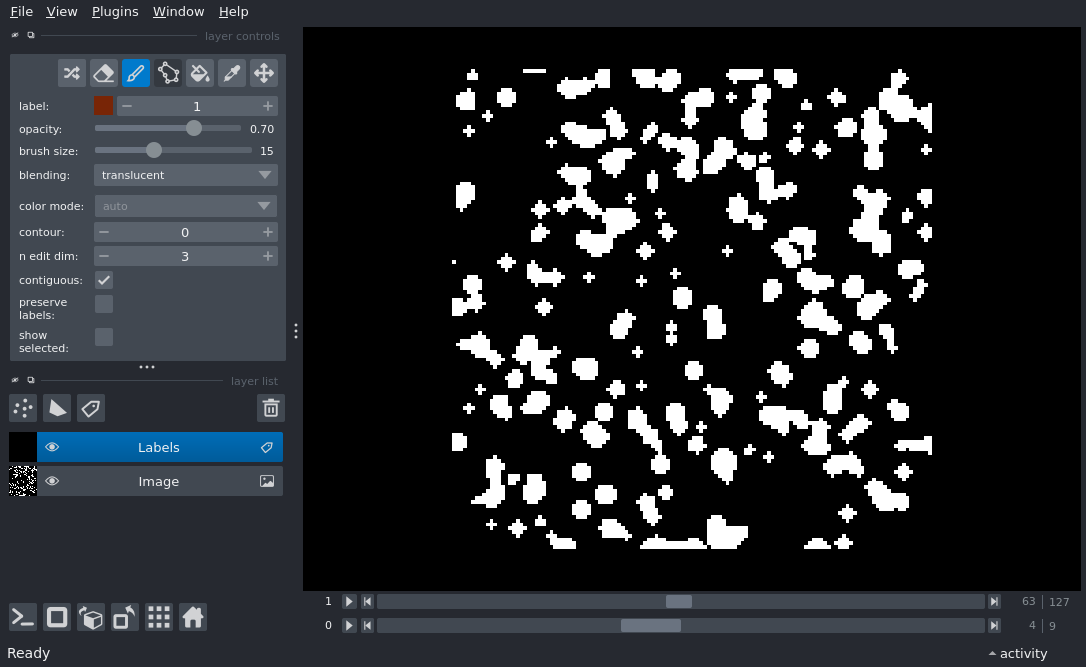 File View Plugins Window Help
layer controls
label: 1
opacity: 0.70
brush size: 15
blending: translucent
color mode: auto
contour: 0
n edit dim: 3
contiguous:
preserve
labels:
show
selected:
layer list
Labels
Image
1 63 127
0 4 9
Ready activity